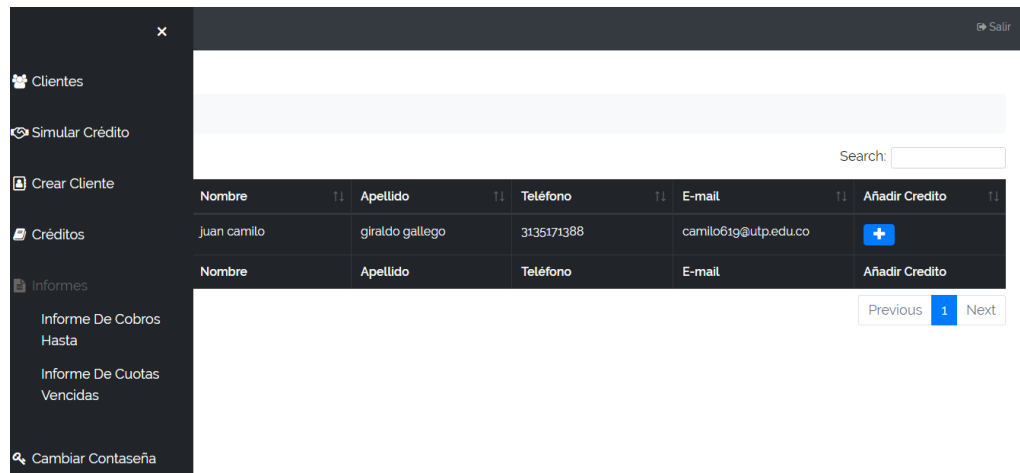 ×
Salir
Clientes
Simular Crédito
Crear Cliente
Créditos
Informes
Informe De Cobros
Hasta
Informe De Cuotas
Vencidas
Cambiar Contaseña
Search:
Nombre Apellido Teléfono E-mail Añadir Credito
juan camilo giraldo gallego 3135171388 camilo619@utp.edu.co
Nombre Apellido Teléfono E-mail Añadir Credito
Previous 1 Next